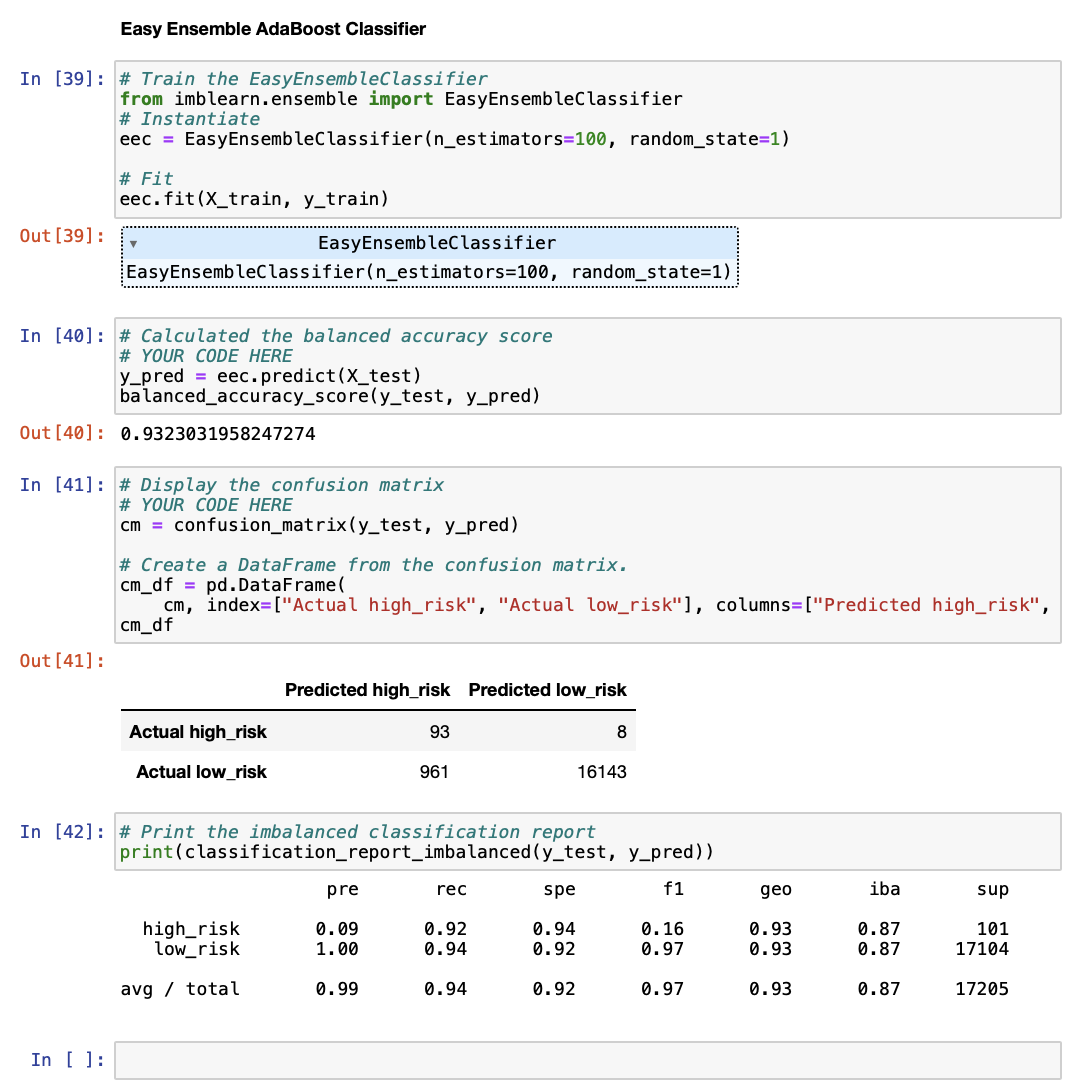 Easy Ensemble AdaBoost Classifier
In [39]: # Train the EasyEnsembleClassifier
from imblearn.ensemble import EasyEnsembleClassifier
# Instantiate
eec = EasyEnsembleClassifier(n_estimators=100, random_state=1)
# Fit
eec.fit(X_train, y_train)
Out[39]: ▼ EasyEnsembleClassifier
EasyEnsembleClassifier(n_estimators=100, random_state=1)
In [40]: # Calculated the balanced accuracy score
# YOUR CODE HERE
y_pred = eec.predict(X_test)
balanced_accuracy_score(y_test, y_pred)
Out[40]: 0.9323031958247274
In [41]: # Display the confusion matrix
# YOUR CODE HERE
cm = confusion_matrix(y_test, y_pred)
# Create a DataFrame from the confusion matrix.
cm_df = pd.DataFrame(
cm, index=["Actual high_risk", "Actual low_risk"], columns=["Predicted high_risk",
cm_df
Out[41]:
Predicted high_risk Predicted low_risk
Actual high_risk 93 8
Actual low_risk 961 16143
In [42]: # Print the imbalanced classification report
print(classification_report_imbalanced(y_test, y_pred))
pre rec spe f1 geo iba sup
high_risk 0.09 0.92 0.94 0.16 0.93 0.87 101
low_risk 1.00 0.94 0.92 0.97 0.93 0.87 17104
avg / total 0.99 0.94 0.92 0.97 0.93 0.87 17205
In [ ]: